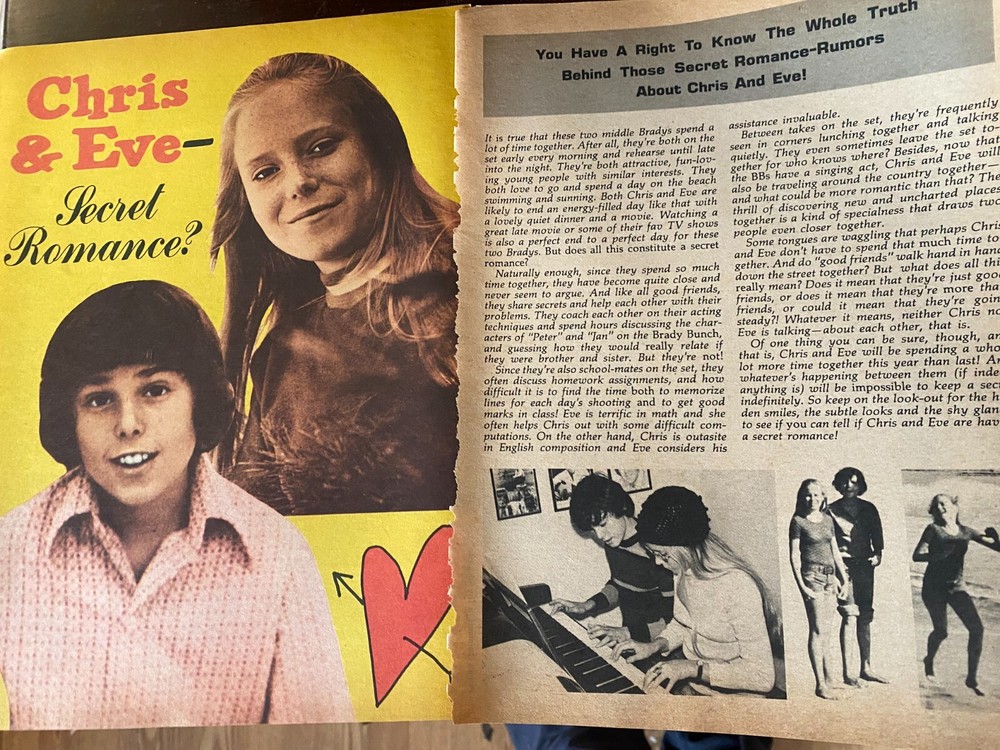 Chris
& Eve—
Secret
Romance?
You Have A Right To Know The Whole Truth
Behind Those Secret Romance-Rumors
About Chris And Eve!
It is true that these two middle Bradys spend a
lot of time together. After all, they're both on the
set early every morning and rehearse until late
into the night. They're both attractive, fun-lov-
ing young people with similar interests. They
both love to go and spend a day on the beach
swimming and sunning. Both Chris and Eve are
likely to end an energy-filled day like that with
a lovely quiet dinner and a movie. Watching a
great late movie or some of their fav TV shows
is also a perfect end to a perfect day for these
two Bradys. But does all this constitute a secret
romance?
Naturally enough, since they spend so much
time together, they have become quite close and
never seem to argue. And like all good friends,
they share secrets and help each other with their
problems. They coach each other on their acting
techniques and spend hours discussing the char-
acters of "Peter" and "Jan" on the Brady Bunch,
and guessing how they would really relate if
they were brother and sister. But they're not!
Since they're also school-mates on the set, they
often discuss homework assignments, and how
difficult it is to find the time both to memorize
lines for each day's shooting and to get good
marks in class! Eve is terrific in math and she
often helps Chris out with some difficult com-
putations. On the other hand, Chris is outasite
in English composition and Eve considers his
assistance invaluable.
Between takes on the set, they're frequently
seen in corners lunching together and talking
quietly. They even sometimes leave the set to-
gether for who knows where? Besides, now that
the BBs have a singing act, Chris and Eve will
also be traveling around the country together—
and what could be more romantic than that? The
thrill of discovering new and uncharted places
together is a kind of specialness that draws two
people even closer together.
Some tongues are waggling that perhaps Chris
and Eve don't have to spend that much time to-
gether. And do "good friends" walk hand in hand
down the street together? But what does all this
really mean? Does it mean that they're just good
friends, or does it mean that they're more than
friends, or could it mean that they're goin
steady?! Whatever it means, neither Chris no
Eve is talking—about each other, that is.
Of one thing you can be sure, though, an
that is, Chris and Eve will be spending a who
lot more time together this year than last! An
whatever's happening between them (if inde
anything is) will be impossible to keep a sec
indefinitely. So keep on the look-out for the h
den smiles, the subtle looks and the shy glan
to see if you can tell if Chris and Eve are hav
a secret romance!